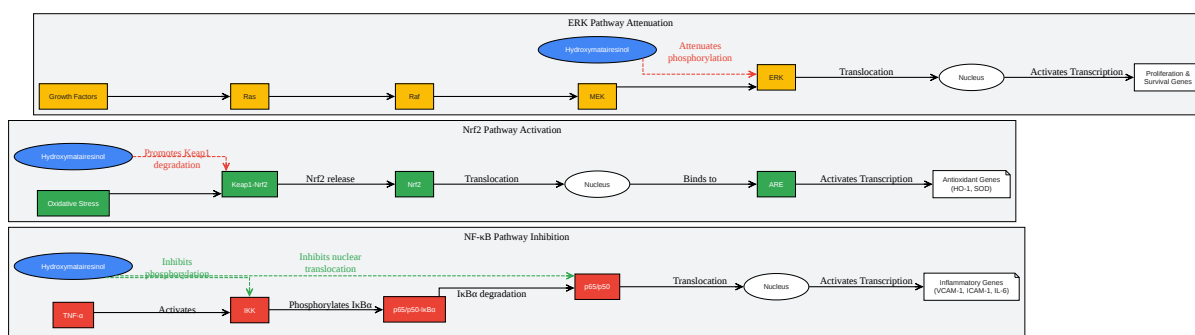 ERK Pathway Attenuation
Hydroxymatairesinol
Attenuates
phosphorylation
Growth Factors
Ras
Raf
MEK
ERK
Translocation
Nucleus
Activates Transcription
Proliferation &
Survival Genes
Nrf2 Pathway Activation
Hydroxymatairesinol
Promotes Keap1
degradation
Oxidative Stress
Keap1-Nrf2
Nrf2 release
Nrf2
Translocation
Nucleus
Binds to
ARE
Activates Transcription
Antioxidant Genes
(HO-1, SOD)
NF-κB Pathway Inhibition
Hydroxymatairesinol
Inhibits
phosphorylation
Inhibits nuclear
translocation
TNF-α
Activates
IKK
Phosphorylates IκBα
p65/p50-IκBα
IκBα degradation
p65/p50
Translocation
Nucleus
Activates Transcription
Inflammatory Genes
(VCAM-1, ICAM-1, IL-6)